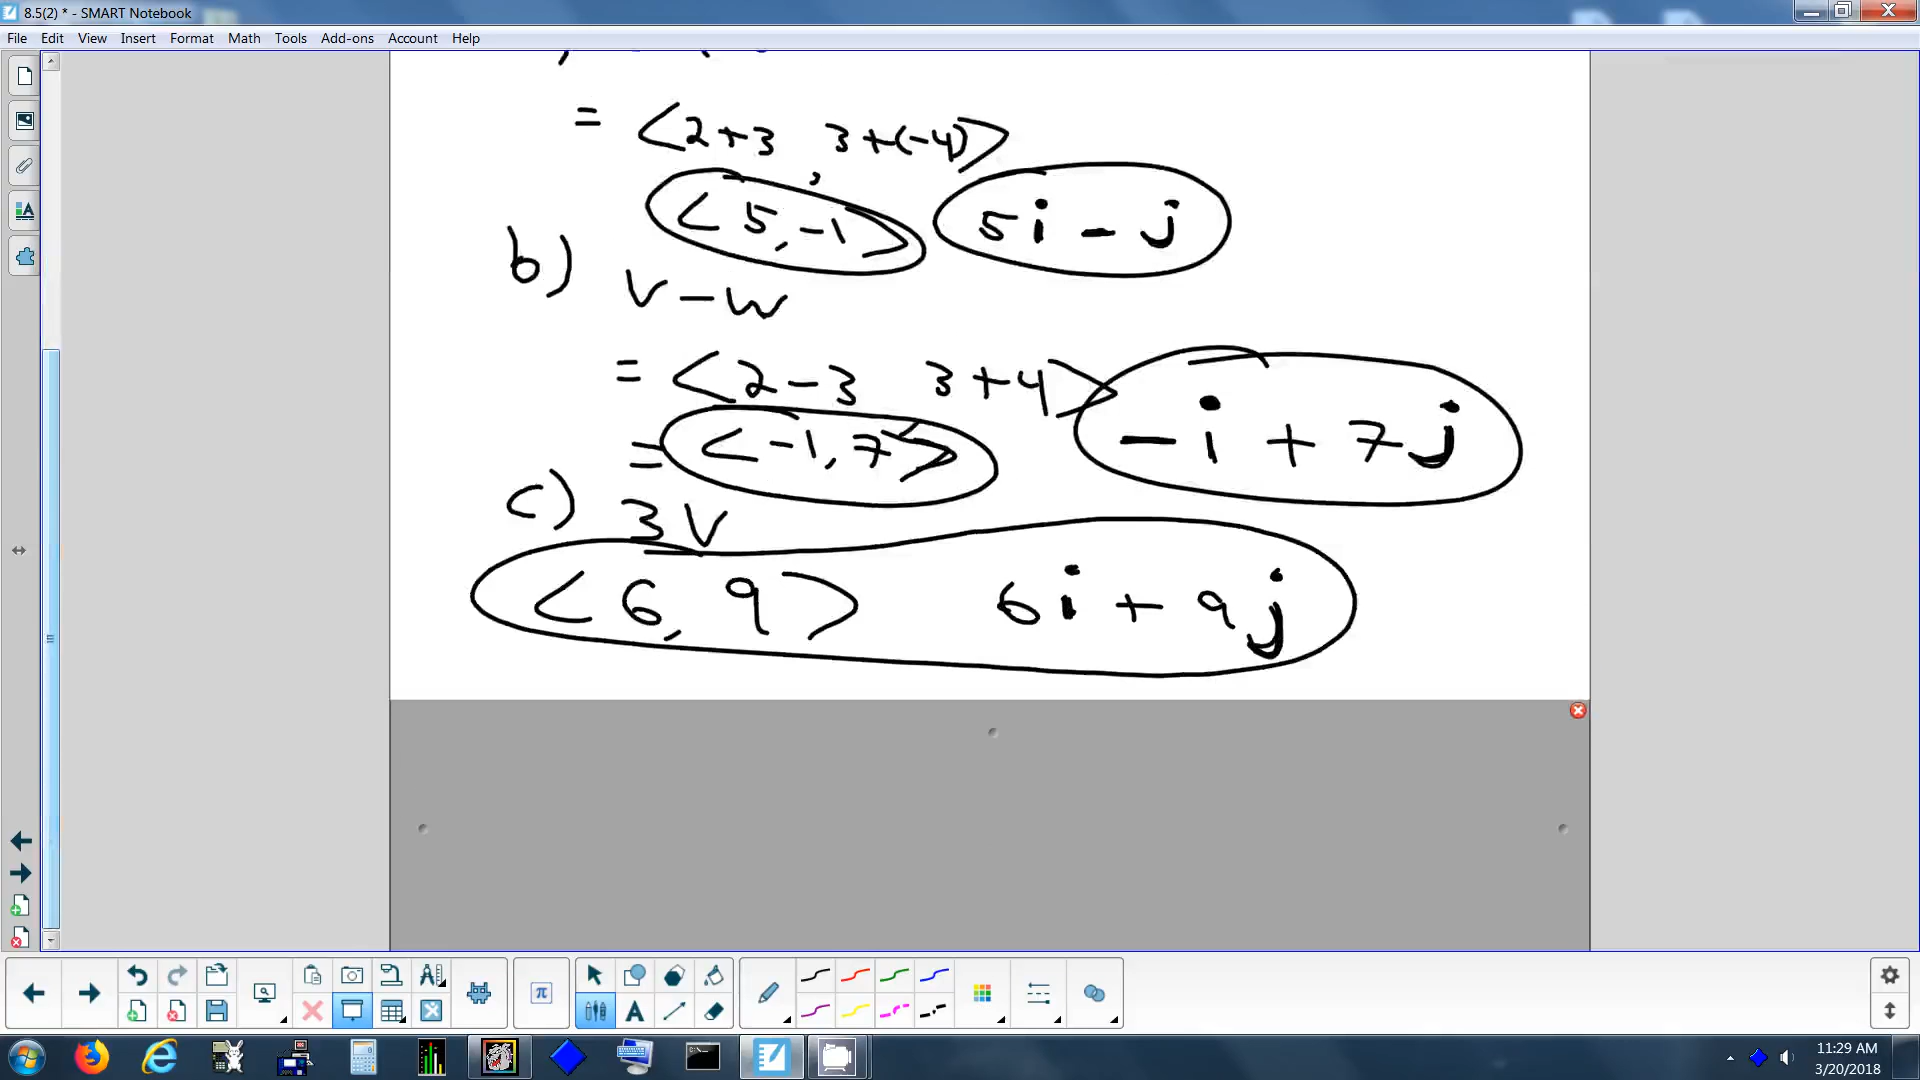 8.5(2) * - SMART Notebook
File Edit View Insert Format Math Tools Add-ons Account Help
= <2+3 , 3+(-4)>
<5,-1> 5i - j
b) v-w
= <2-3 3+4>
= <-1,7> -i + 7j
c) 3v
<6,9> 6i + 9j
11:29 AM
3/20/2018